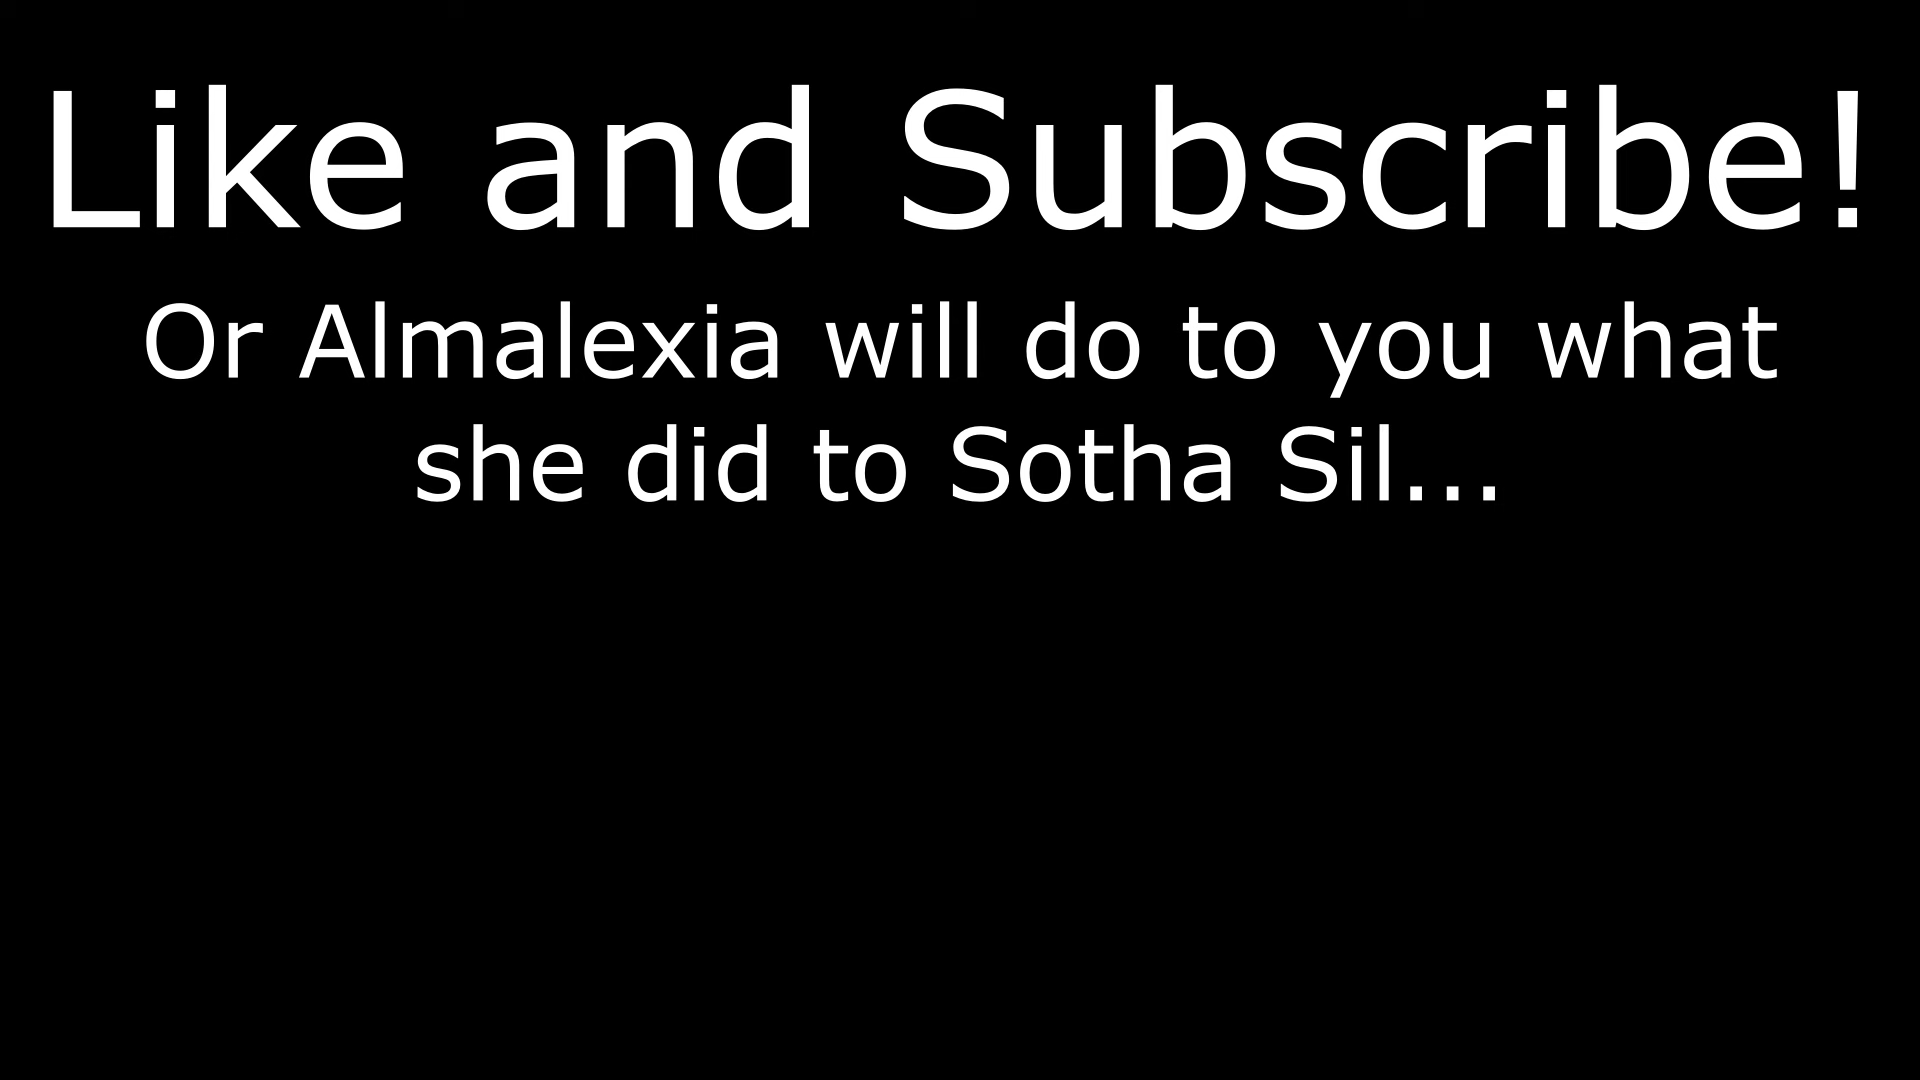 Like and Subscribe!
Or Almalexia will do to you what
she did to Sotha Sil...